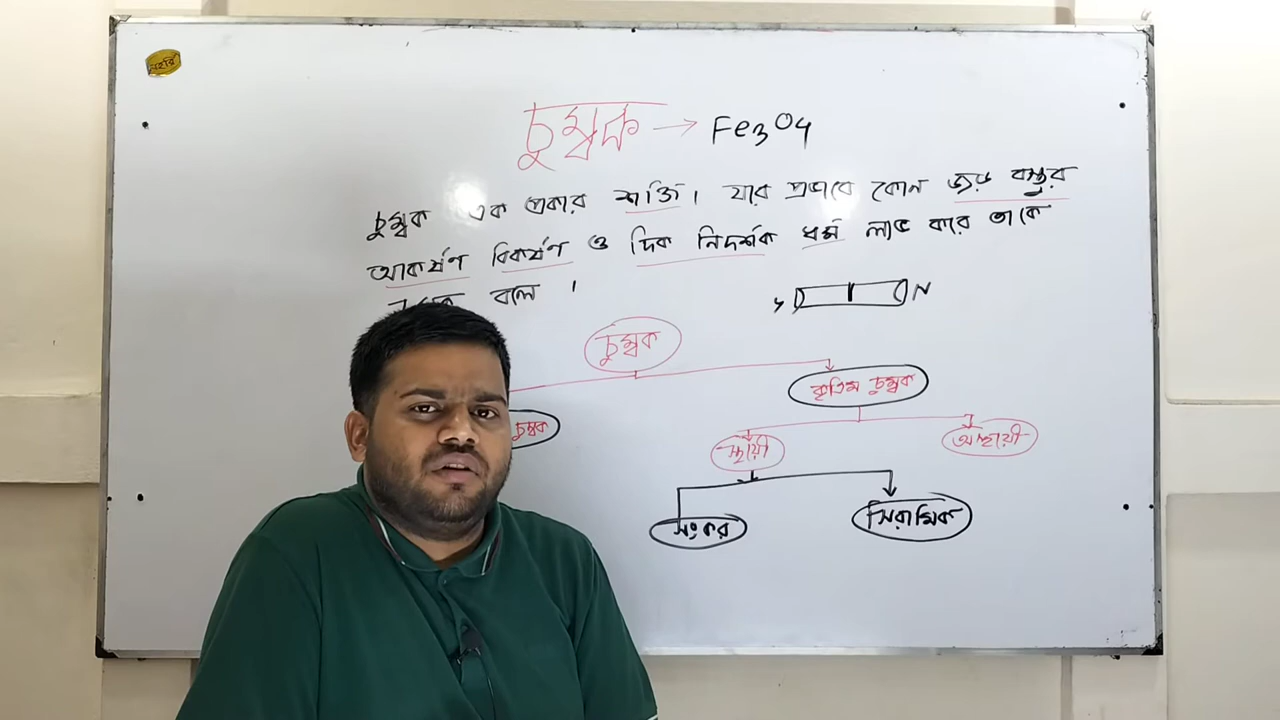 চুম্বক → Fe3O4
চুম্বক এক প্রকার শক্তি। যার প্রভাবে কোন জড় বস্তুর
আকর্ষণ বিকর্ষণ ও দিক নির্দশক ধর্ম লাভ করে তাকে
বলে ।
S N
চুম্বক
চুম্বক কৃত্রিম চুম্বক
স্থায়ী অস্থায়ী
সংকর সিরামিক